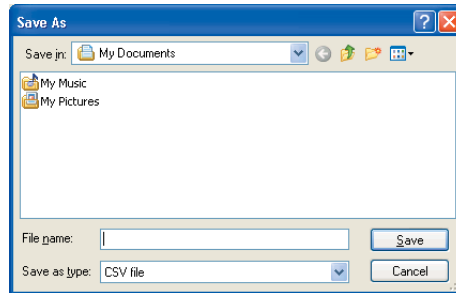 Save As
Save in: My Documents
My Music
My Pictures
File name: Save
Save as type: CSV file Cancel